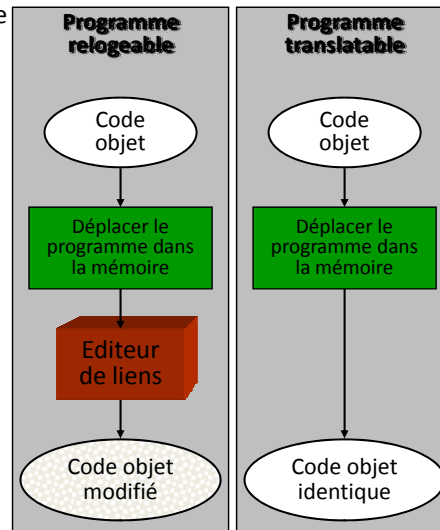 e
Programme
relogeable
Code
objet
Déplacer le
programme dans
la mémoire
Editeur
de liens
Code objet
modifié
Programme
translatable
Code
objet
Déplacer le
programme dans
la mémoire
Code objet
identique